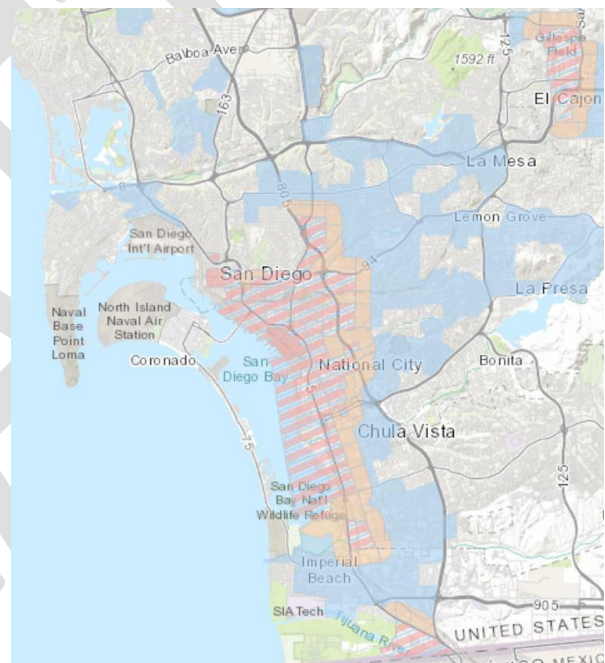 Balboa Aven
163
125
1592 ft
Gillespie
Field
El Cajon
La Mesa
8
805
San Diego
Int'l Airport
Lemon Grove
94
San Diego
La Presa
Naval
Base
Point
Loma
North Island
Naval Air
Station
Coronado
San
Diego Bay
National City
Bonita
5
Chula Vista
75
125
San Diego
Bay Nat'l
Wildlife Refuge
Imperial
Beach
SIATech
Tijuana River
905
UNITED STATES
MEXIC